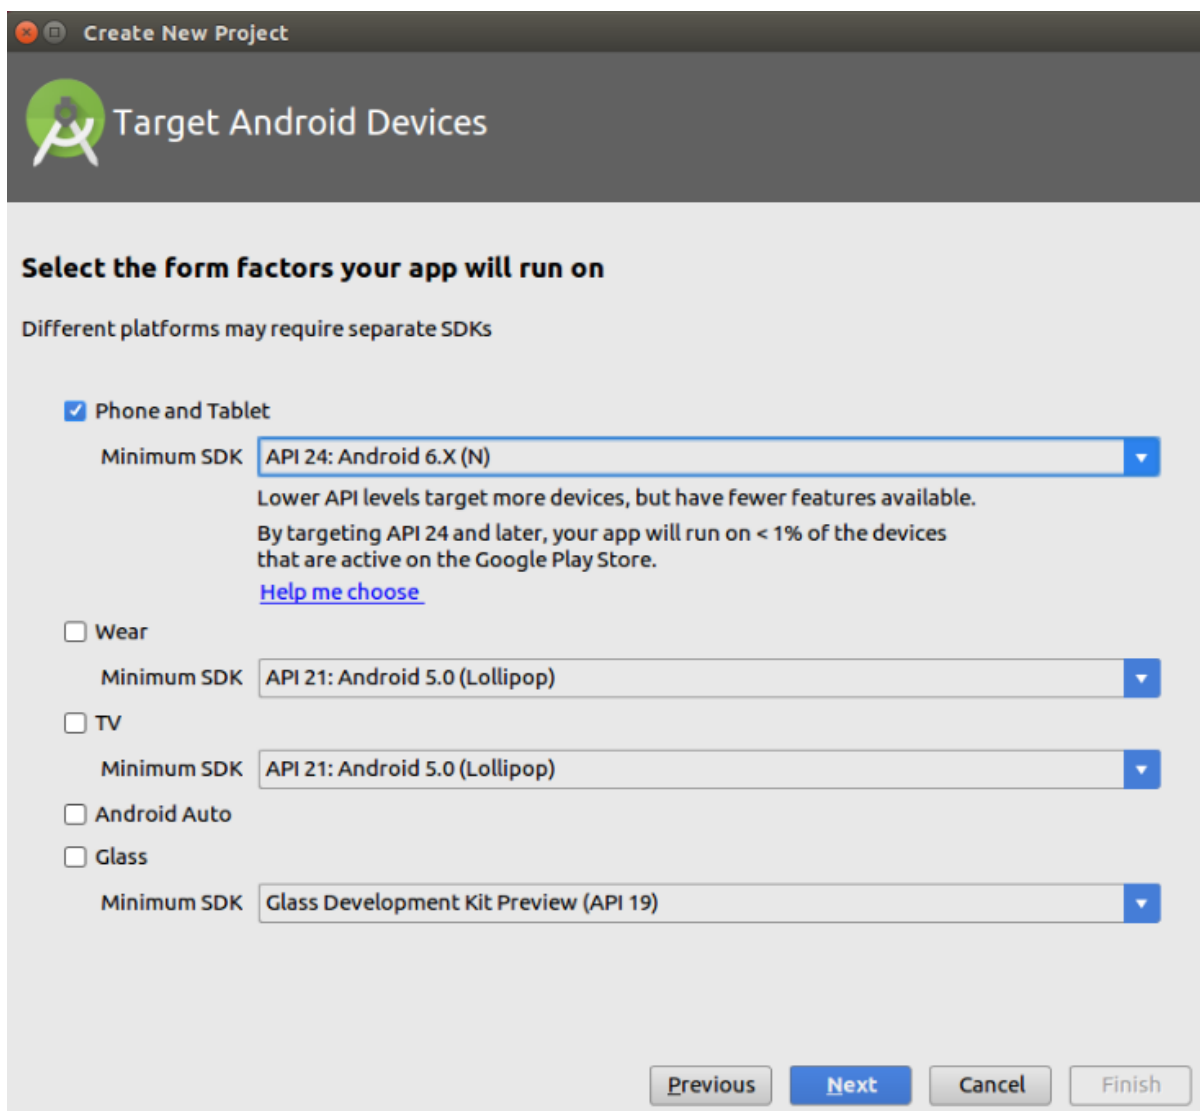 Create New Project
Target Android Devices
Select the form factors your app will run on
Different platforms may require separate SDKs
Phone and Tablet
Minimum SDK API 24: Android 6.X (N)
Lower API levels target more devices, but have fewer features available.
By targeting API 24 and later, your app will run on < 1% of the devices
that are active on the Google Play Store.
Help me choose
Wear
Minimum SDK API 21: Android 5.0 (Lollipop)
TV
Minimum SDK API 21: Android 5.0 (Lollipop)
Android Auto
Glass
Minimum SDK Glass Development Kit Preview (API 19)
Previous Next Cancel Finish